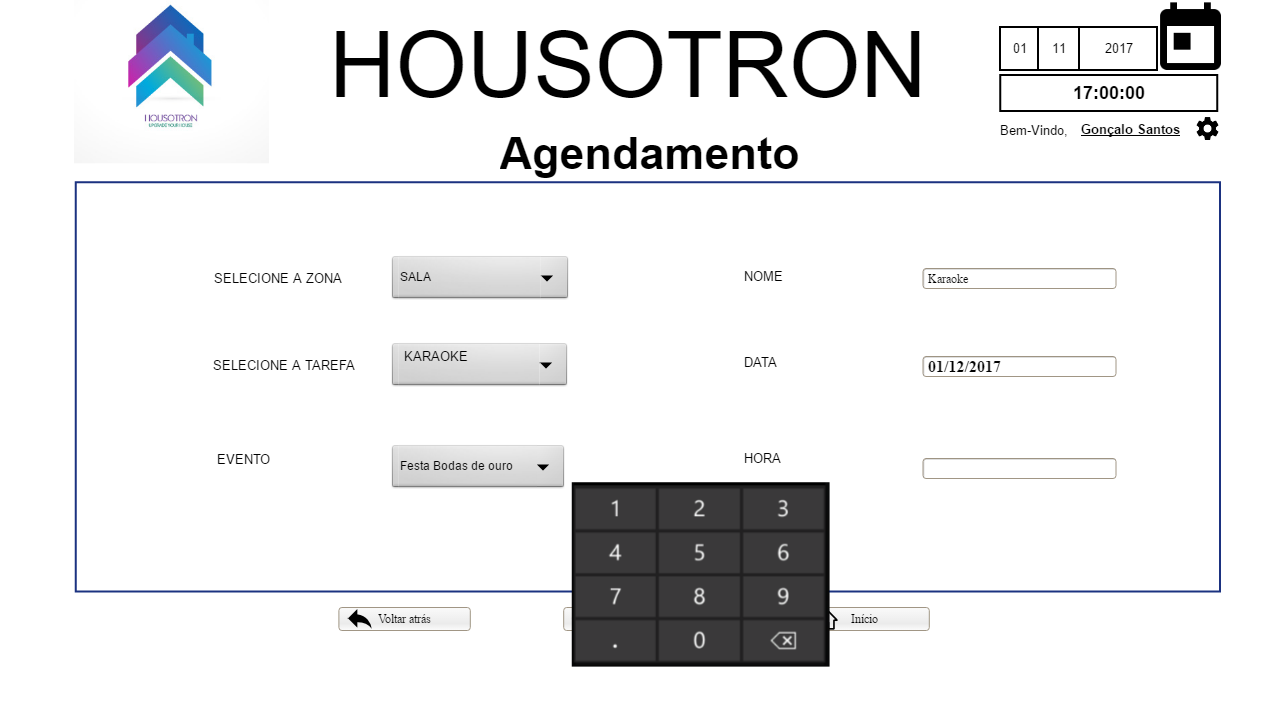 HOUSOTRON
HOUSOTRON
UPGRADE YOUR HOUSE
01 11 2017
17:00:00
Bem-Vindo, Gonçalo Santos
Agendamento
SELECIONE A ZONA
SALA
NOME
Karaoke
SELECIONE A TAREFA
KARAOKE
DATA
01/12/2017
EVENTO
Festa Bodas de ouro
HORA
1 2 3
4 5 6
7 8 9
. 0
Voltar atrás
Início